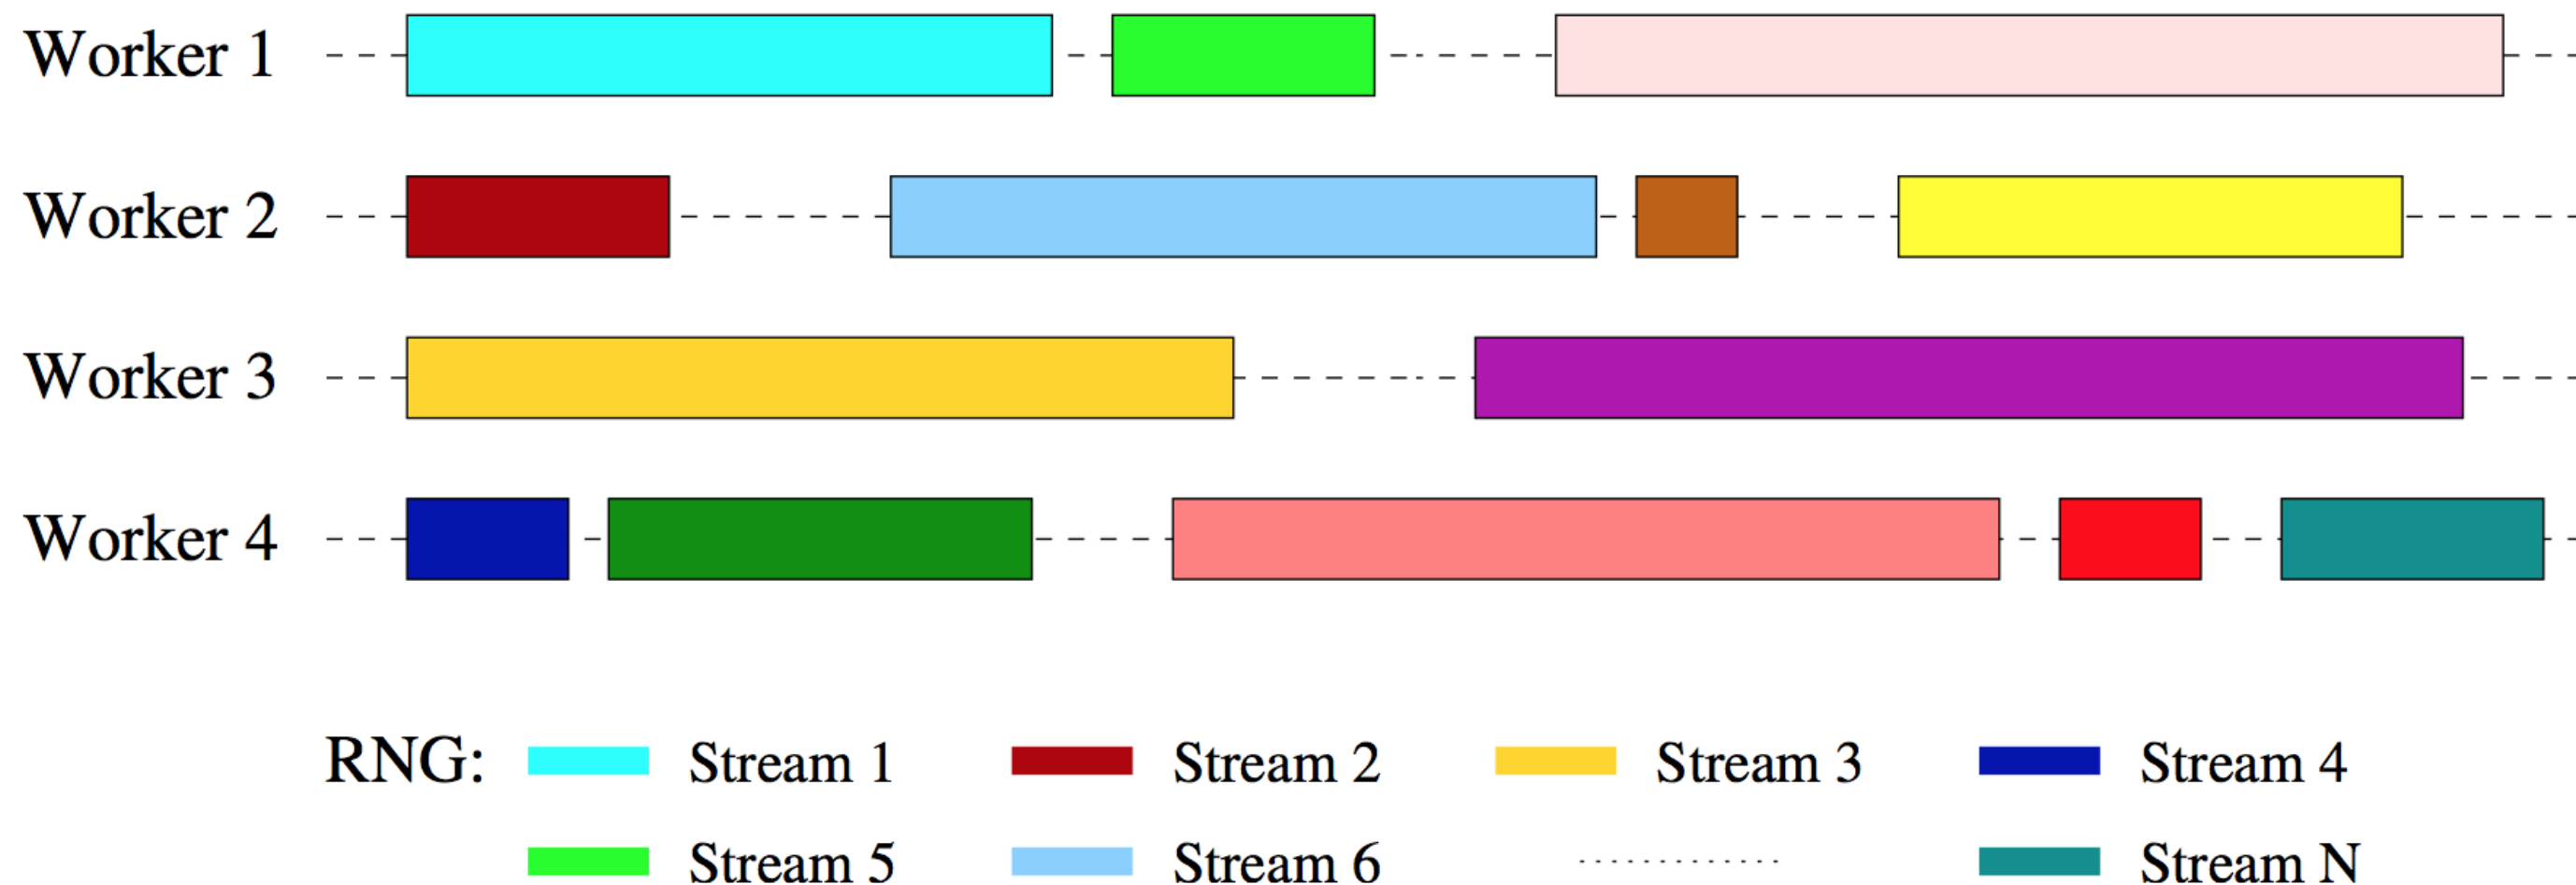 Worker 1
Worker 2
Worker 3
Worker 4
RNG: Stream 1 Stream 2 Stream 3 Stream 4
Stream 5 Stream 6 Stream N